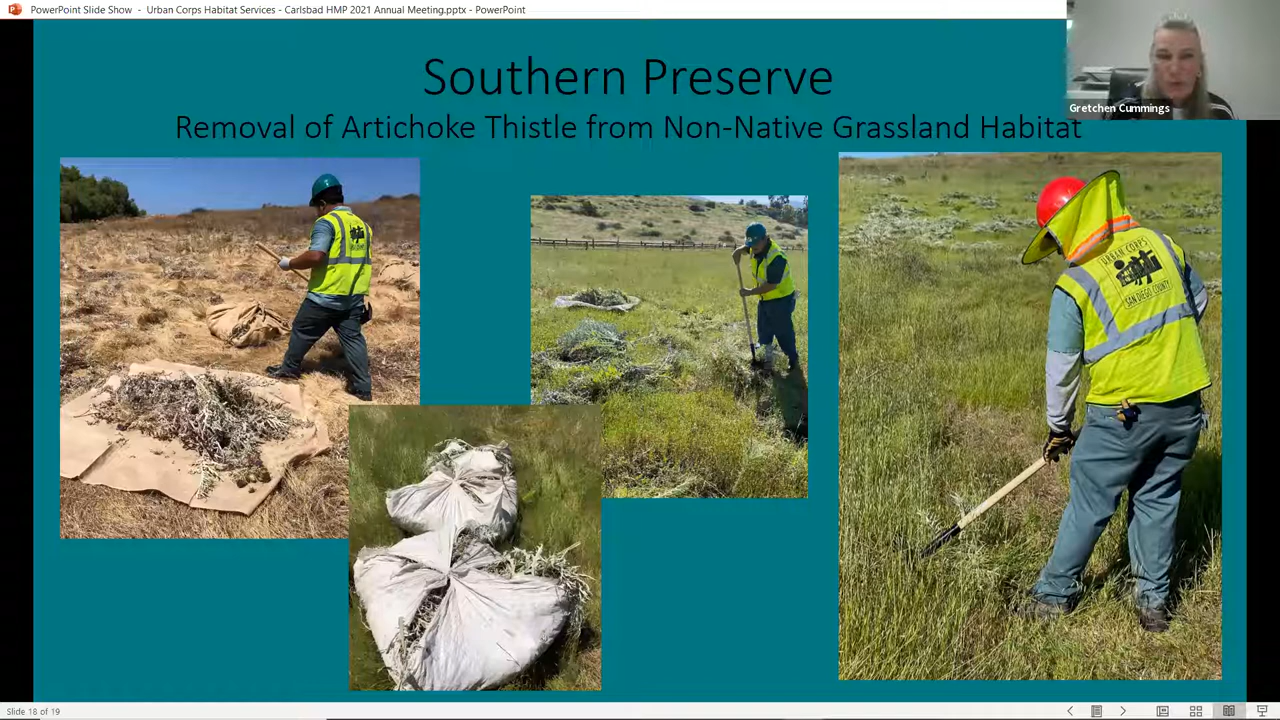 PowerPoint Slide Show - Urban Corps Habitat Services - Carlsbad HMP 2021 Annual Meeting.pptx - PowerPoint
Gretchen Cummings
Southern Preserve
Removal of Artichoke Thistle from Non-Native Grassland Habitat
URBAN CORPS
SAN DIEGO COUNTY
Slide 18 of 19